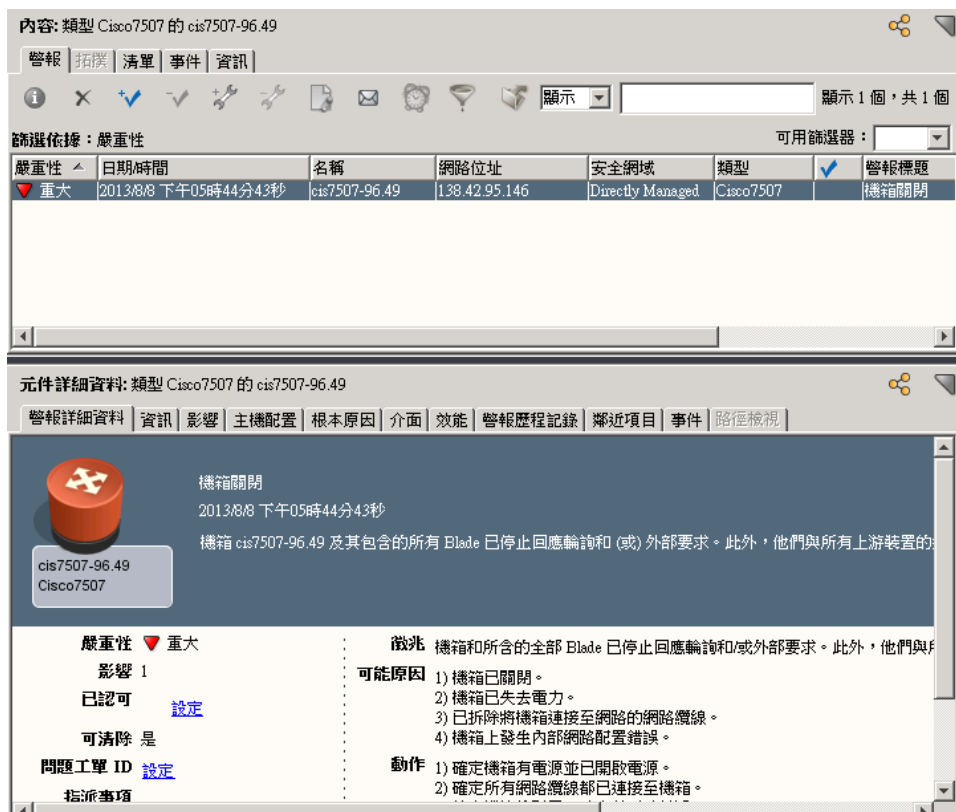 內容: 類型 Cisco7507 的 cis7507-96.49
警報 拓撲 清單 事件 資訊
顯示 顯示 1 個，共 1 個
篩選依據：嚴重性 可用篩選器：
嚴重性 日期/時間 名稱 網路位址 安全網域 類型 警報標題
重大 2013/8/8 下午05時44分43秒 cis7507-96.49 138.42.95.146 Directly Managed Cisco7507 機箱關閉
元件詳細資料: 類型 Cisco7507 的 cis7507-96.49
警報詳細資料 資訊 影響 主機配置 根本原因 介面 效能 警報歷程記錄 鄰近項目 事件 路徑檢視
機箱關閉
2013/8/8 下午05時44分43秒
機箱 cis7507-96.49 及其包含的所有 Blade 已停止回應輪詢和 (或) 外部要求。此外，他們與所有上游裝置的
cis7507-96.49
Cisco7507
嚴重性 重大
影響 1
已認可 設定
可清除 是
問題工單 ID 設定
指派事項
徵兆 機箱和所含的全部 Blade 已停止回應輪詢和/或外部要求。此外，他們與
可能原因 1) 機箱已關閉。
2) 機箱已失去電力。
3) 已拆除將機箱連接至網路的網路纜線。
4) 機箱上發生內部網路配置錯誤。
動作 1) 確定機箱有電源並已開啟電源。
2) 確定所有網路纜線都已連接至機箱。